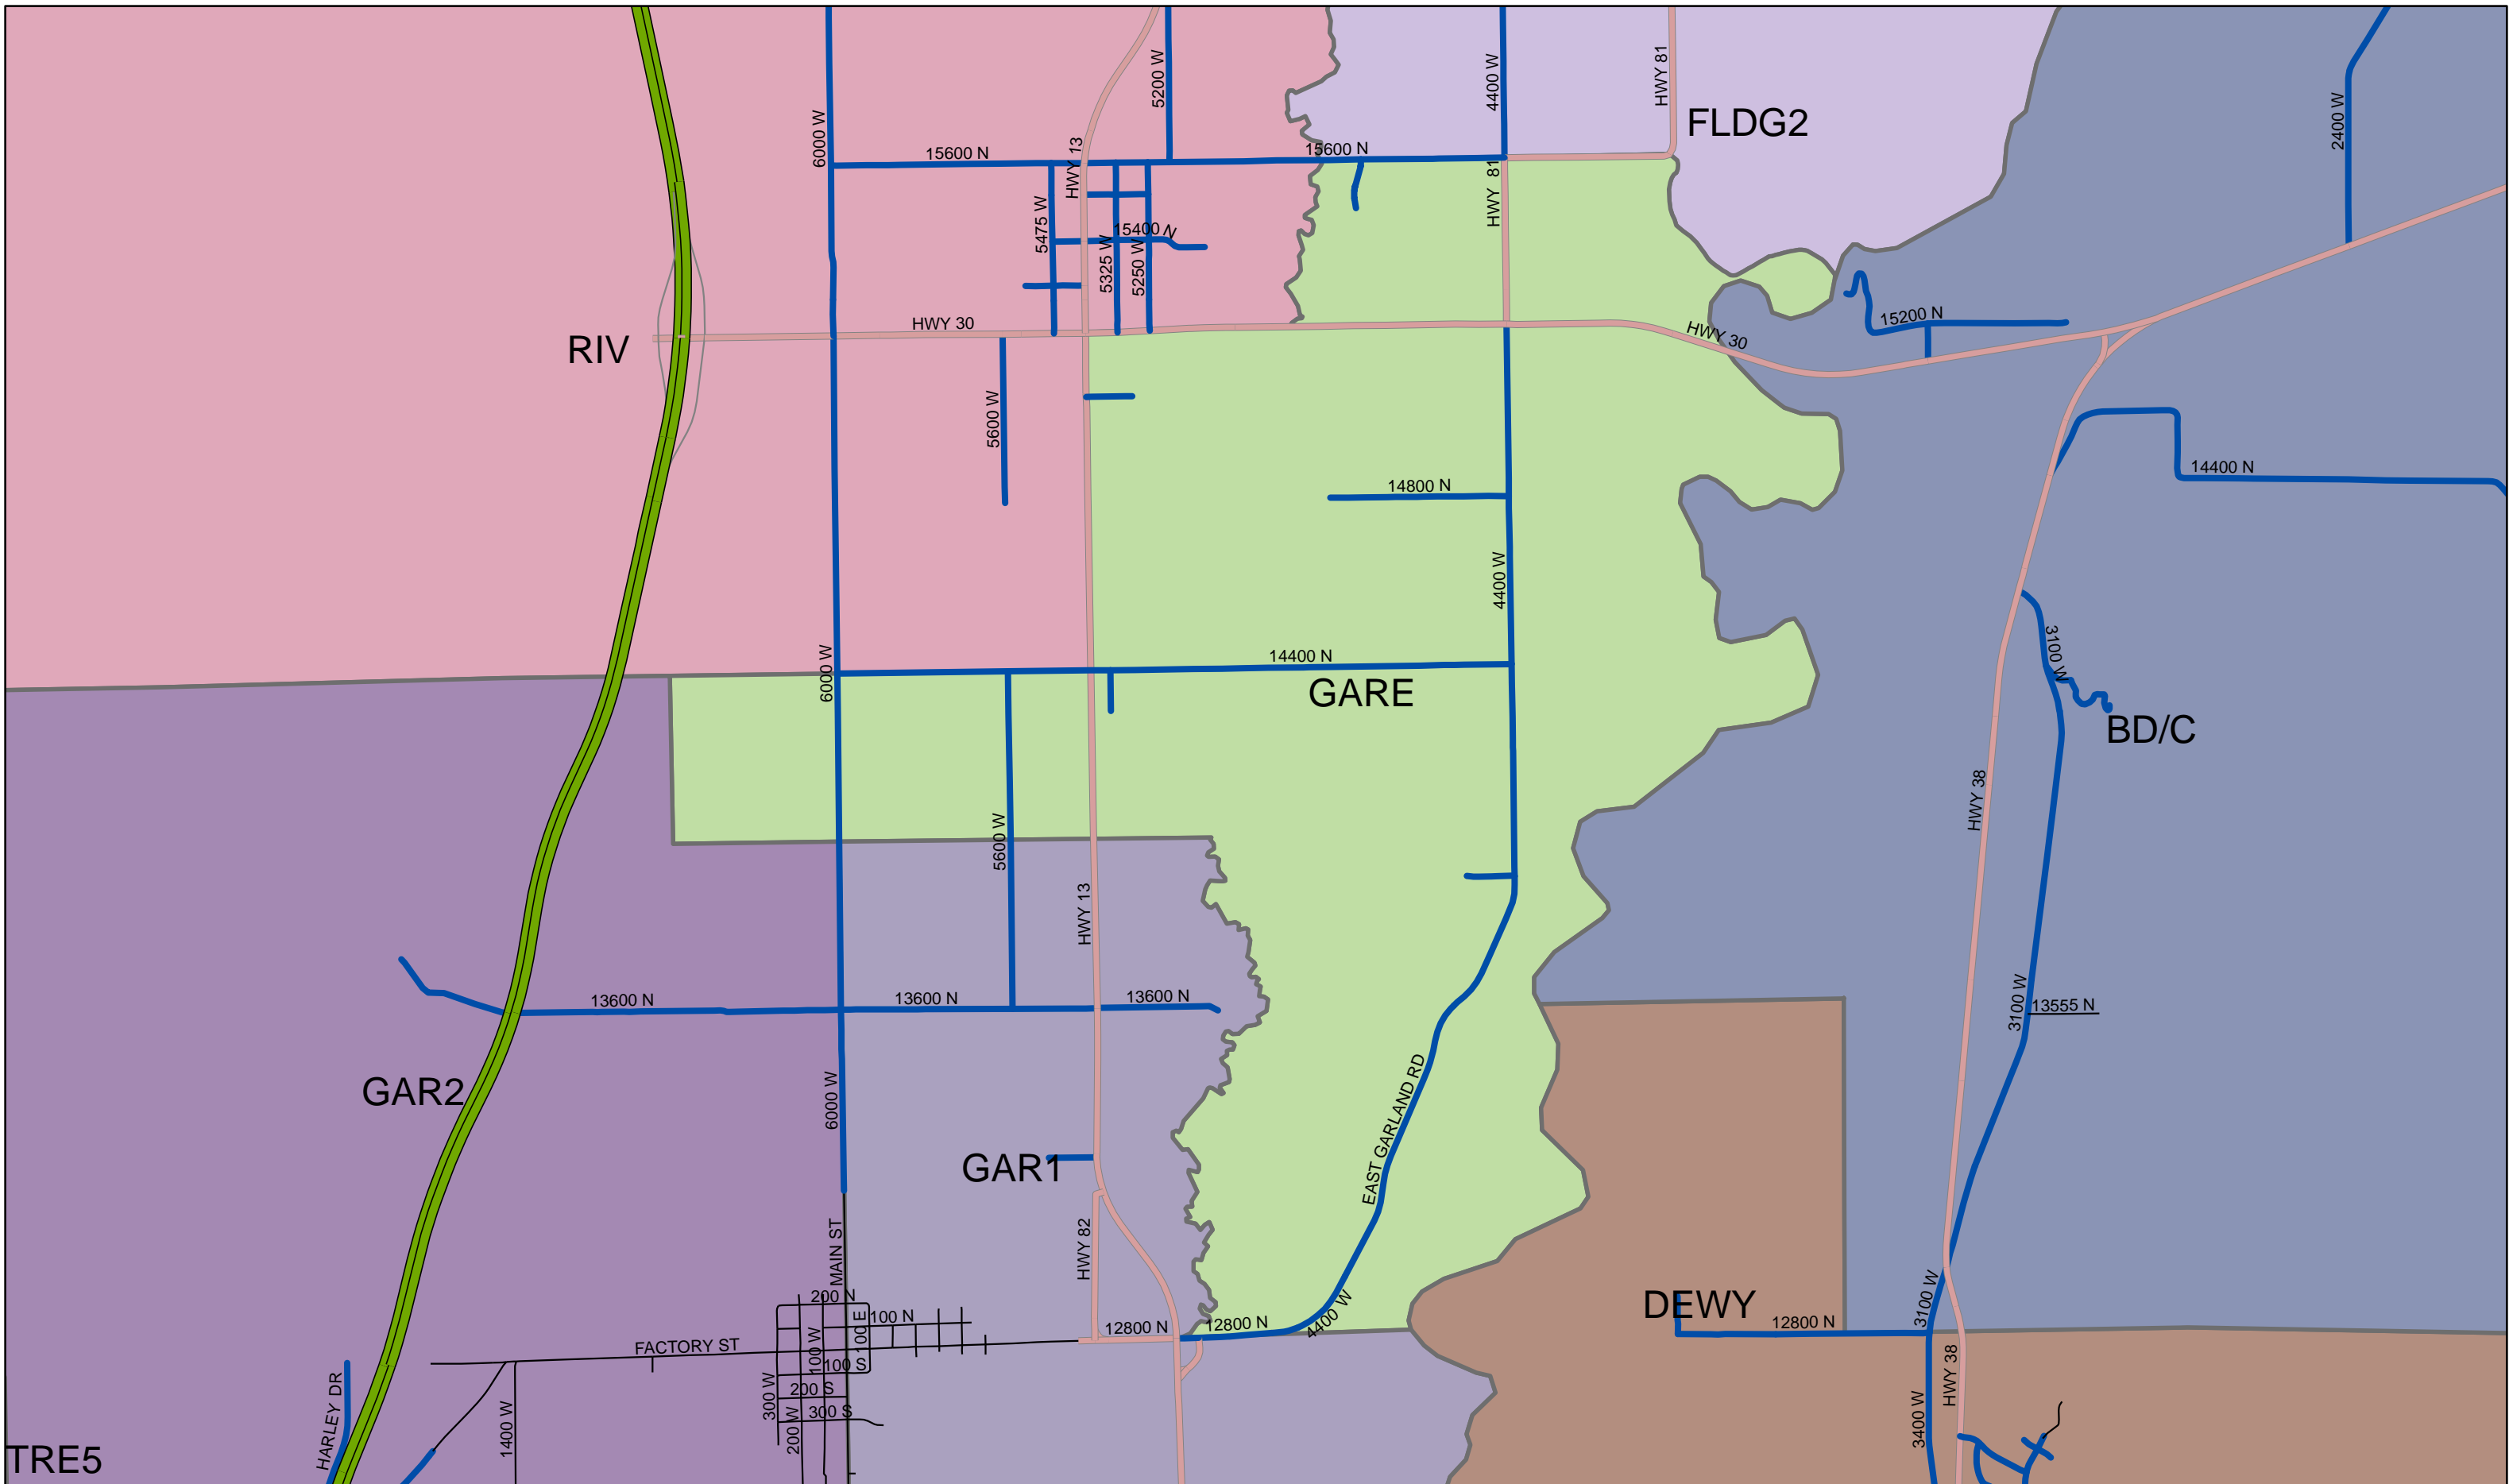 5200 W
4400 W
HWY 81
FLDG2
2400 W
6000 W
15600 N
HWY 13
15600 N
HWY 81
5475 W
15400 N
5325 W
5250 W
15200 N
HWY 30
HWY 30
RIV
5600 W
14400 N
14800 N
4400 W
14400 N
6000 W
GARE
3100 W
BD/C
HWY 38
5600 W
HWY 13
13600 N
13600 N
13600 N
3100 W
13555 N
GAR2
6000 W
EAST GARLAND RD
GAR1
HWY 82
MAIN ST
200 N
100 N
100 E
12800 N
12800 N
4400 W
DEWY
12800 N
3100 W
FACTORY ST
100 W
100 S
300 W
200 S
200 W
300 S
HARLEY DR
1400 W
HWY 38
3400 W
TRE5